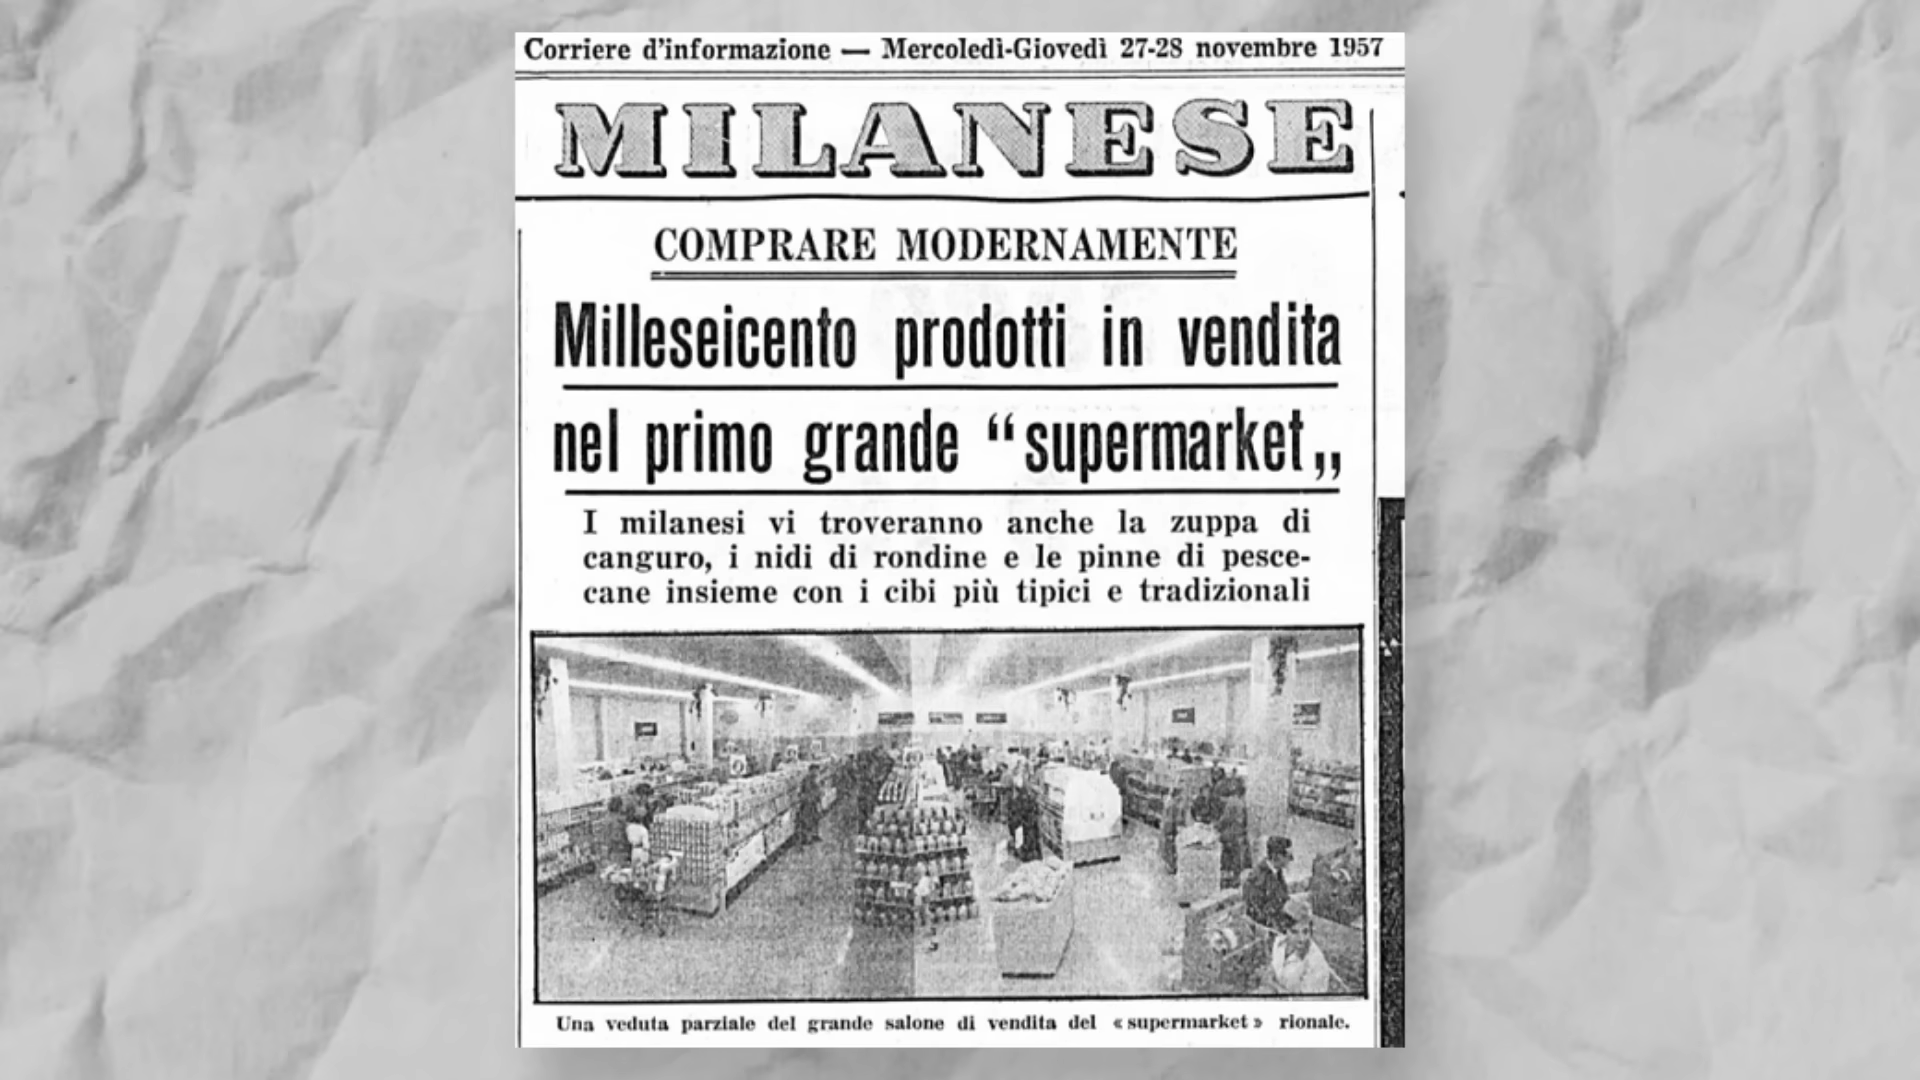 Corriere d'informazione — Mercoledì-Giovedì 27-28 novembre 1957
MILANESE
COMPRARE MODERNAMENTE
Milleseicento prodotti in vendita
nel primo grande “supermarket„
I milanesi vi troveranno anche la zuppa di
canguro, i nidi di rondine e le pinne di pesce-
cane insieme con i cibi più tipici e tradizionali
Una veduta parziale del grande salone di vendita del «supermarket» rionale.